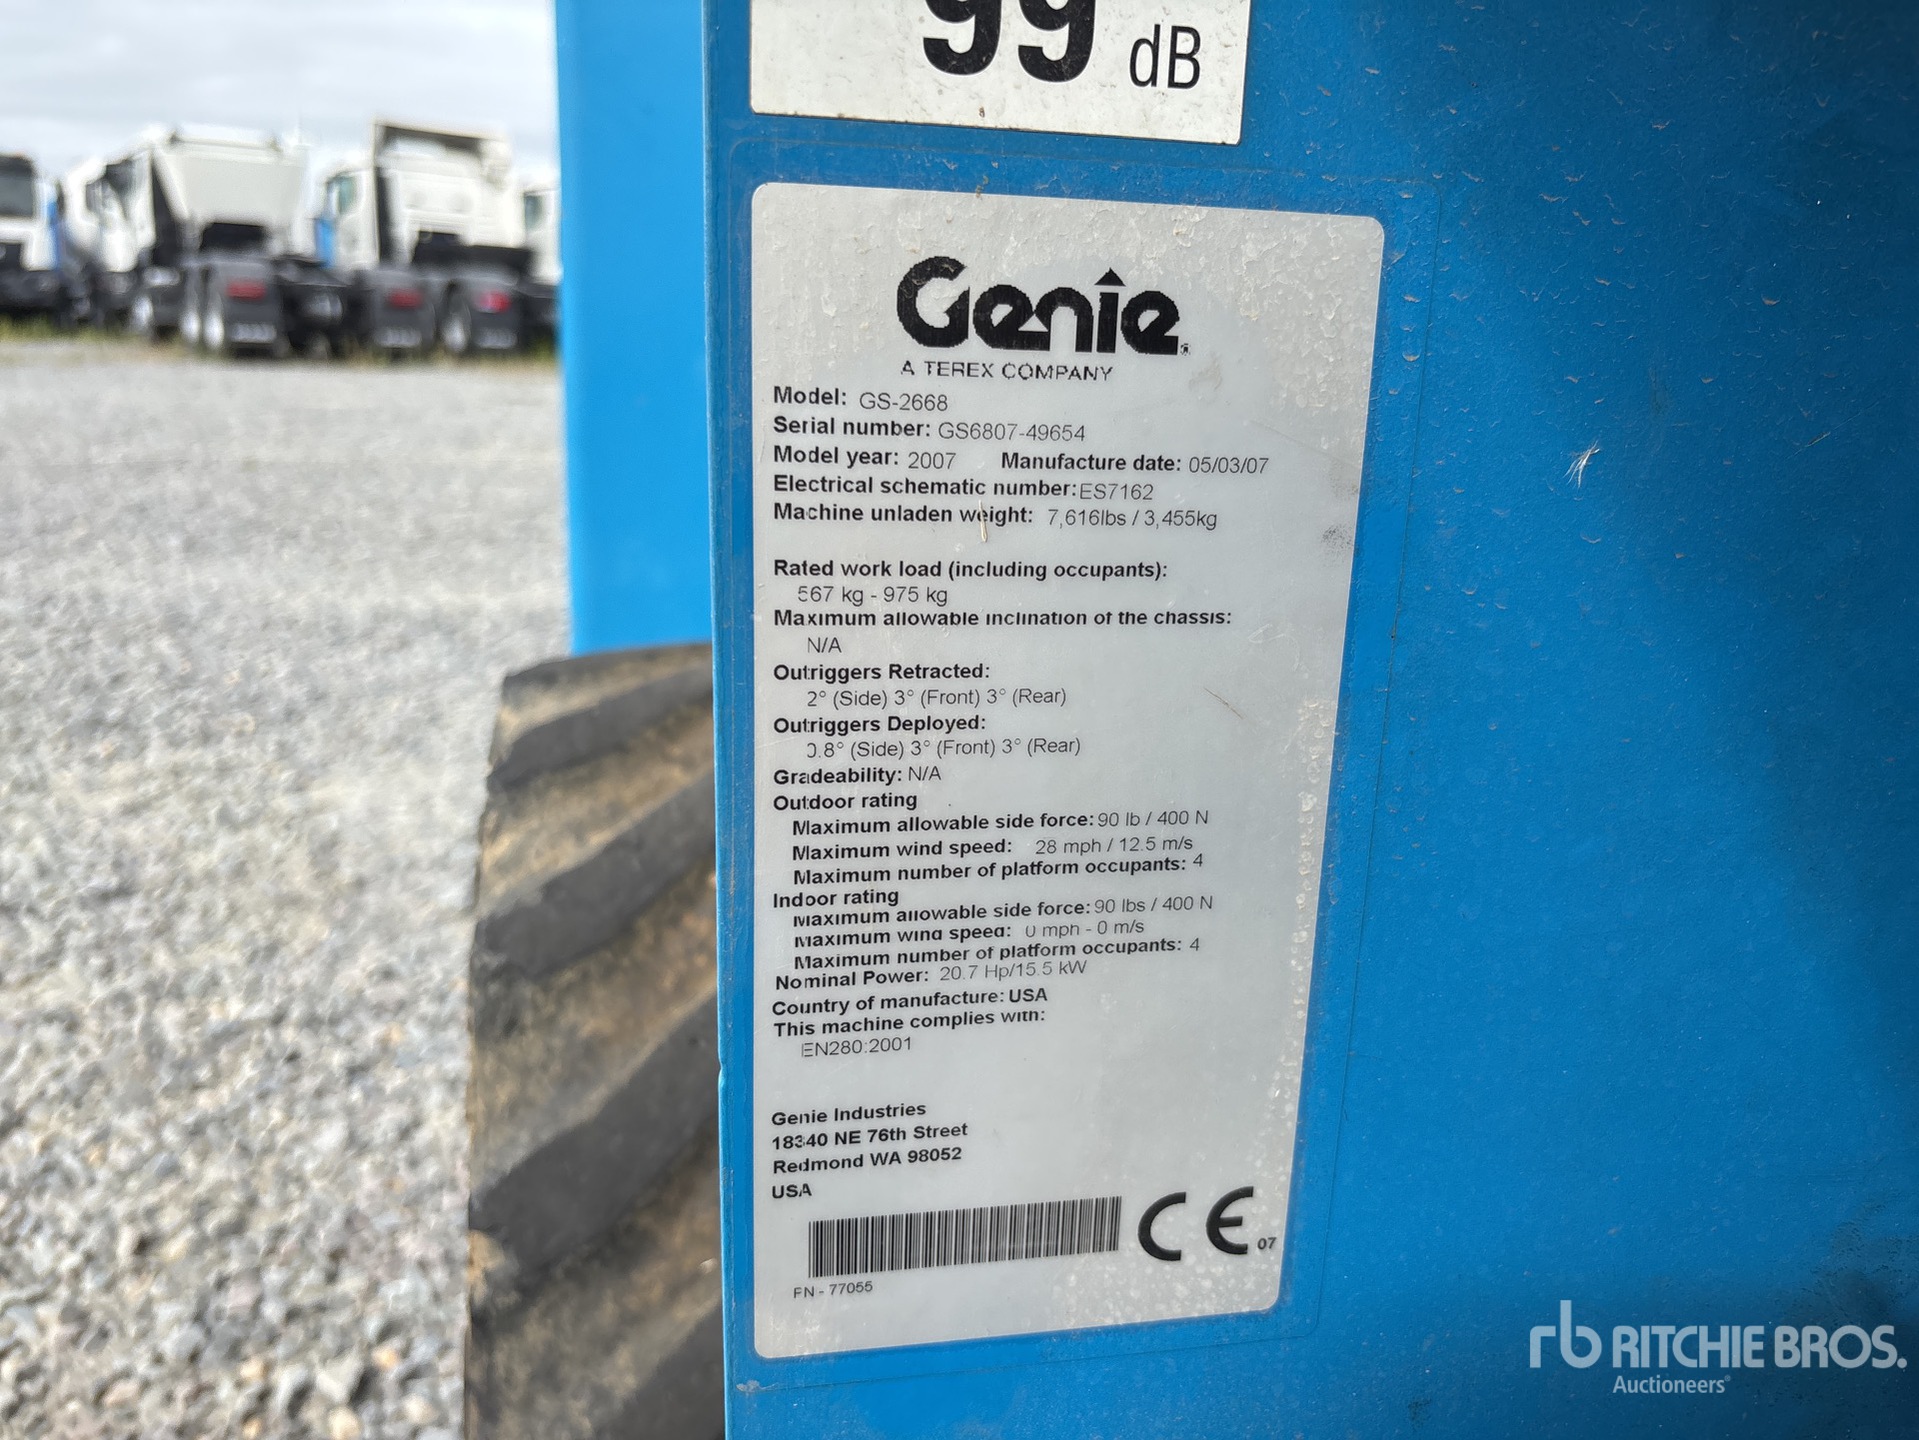 99 dB
Genie
A TEREX COMPANY
Model: GS-2668
Serial number: GS6807-49654
Model year: 2007 Manufacture date: 05/03/07
Electrical schematic number: ES7162
Machine unladen weight: 7,616lbs / 3,455kg
Rated work load (including occupants):
567 kg - 975 kg
Maximum allowable inclination of the chassis:
N/A
Outriggers Retracted:
2° (Side) 3° (Front) 3° (Rear)
Outriggers Deployed:
0.8° (Side) 3° (Front) 3° (Rear)
Gradeability: N/A
Outdoor rating
Maximum allowable side force: 90 lb / 400 N
Maximum wind speed: 28 mph / 12.5 m/s
Maximum number of platform occupants: 4
Indoor rating
Maximum allowable side force: 90 lbs / 400 N
Maximum wind speed: 0 mph - 0 m/s
Maximum number of platform occupants: 4
Nominal Power: 20.7 Hp/15.5 kW
Country of manufacture: USA
This machine complies with:
EN280:2001
Genie Industries
18340 NE 76th Street
Redmond WA 98052
USA
CE 07
PN - 77055
rb RITCHIE BROS.
Auctioneers®